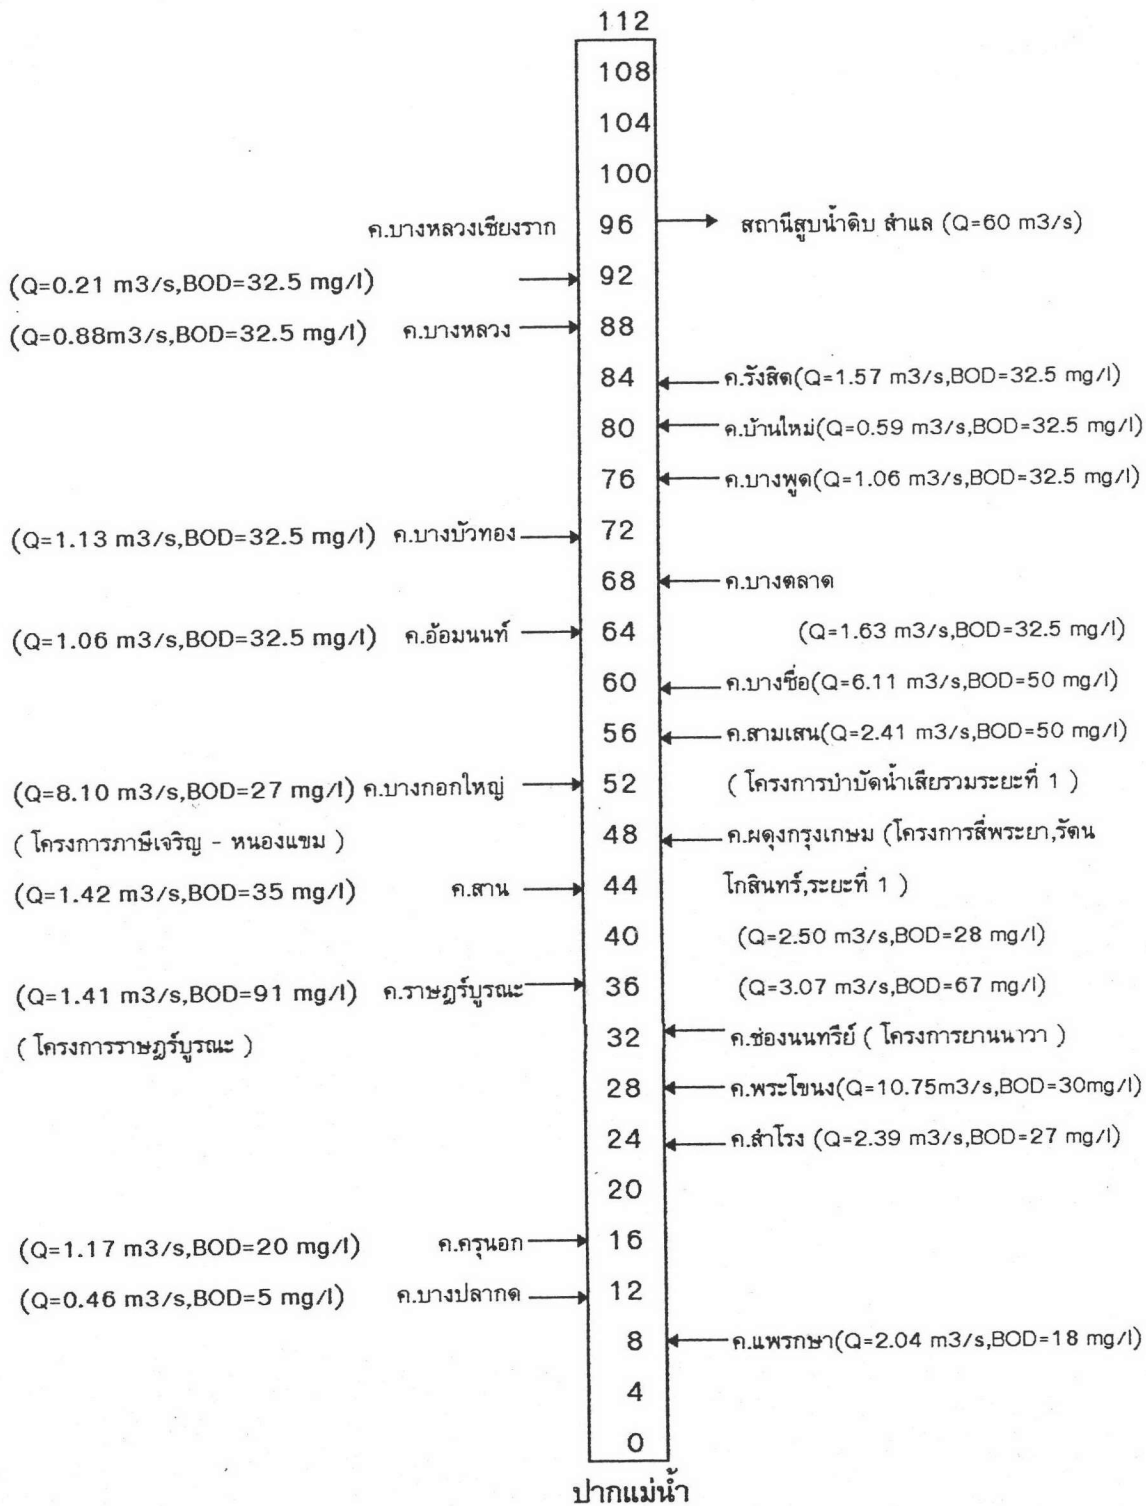 112
108
104
100
ค.บางหลวงเชียงราก 96 สถานีสูบน้ำดิบ สำแล (Q=60 m3/s)
(Q=0.21 m3/s,BOD=32.5 mg/l) 92
(Q=0.88m3/s,BOD=32.5 mg/l) ค.บางหลวง 88
84 ค.รังสิต(Q=1.57 m3/s,BOD=32.5 mg/l)
80 ค.บ้านใหม่(Q=0.59 m3/s,BOD=32.5 mg/l)
76 ค.บางพูด(Q=1.06 m3/s,BOD=32.5 mg/l)
(Q=1.13 m3/s,BOD=32.5 mg/l) ค.บางบัวทอง 72
68 ค.บางตลาด
(Q=1.06 m3/s,BOD=32.5 mg/l) ค.อ้อมนนท์ 64 (Q=1.63 m3/s,BOD=32.5 mg/l)
60 ค.บางซื่อ(Q=6.11 m3/s,BOD=50 mg/l)
56 ค.สามเสน(Q=2.41 m3/s,BOD=50 mg/l)
(Q=8.10 m3/s,BOD=27 mg/l) ค.บางกอกใหญ่ 52 ( โครงการบำบัดน้ำเสียรวมระยะที่ 1 )
( โครงการภาษีเจริญ - หนองแขม ) 48 ค.ผดุงกรุงเกษม (โครงการสี่พระยา,รัตน
(Q=1.42 m3/s,BOD=35 mg/l) ค.สาน 44 โกสินทร์,ระยะที่ 1 )
40 (Q=2.50 m3/s,BOD=28 mg/l)
(Q=1.41 m3/s,BOD=91 mg/l) ค.ราษฎร์บูรณะ 36 (Q=3.07 m3/s,BOD=67 mg/l)
( โครงการราษฎร์บูรณะ ) 32 ค.ช่องนนทรีย์ ( โครงการยานนาวา )
28 ค.พระโขนง(Q=10.75m3/s,BOD=30mg/l)
24 ค.สำโรง (Q=2.39 m3/s,BOD=27 mg/l)
20
(Q=1.17 m3/s,BOD=20 mg/l) ค.ครุนอก 16
(Q=0.46 m3/s,BOD=5 mg/l) ค.บางปลากด 12
8 ค.แพรกษา(Q=2.04 m3/s,BOD=18 mg/l)
4
0
ปากแม่น้ำ